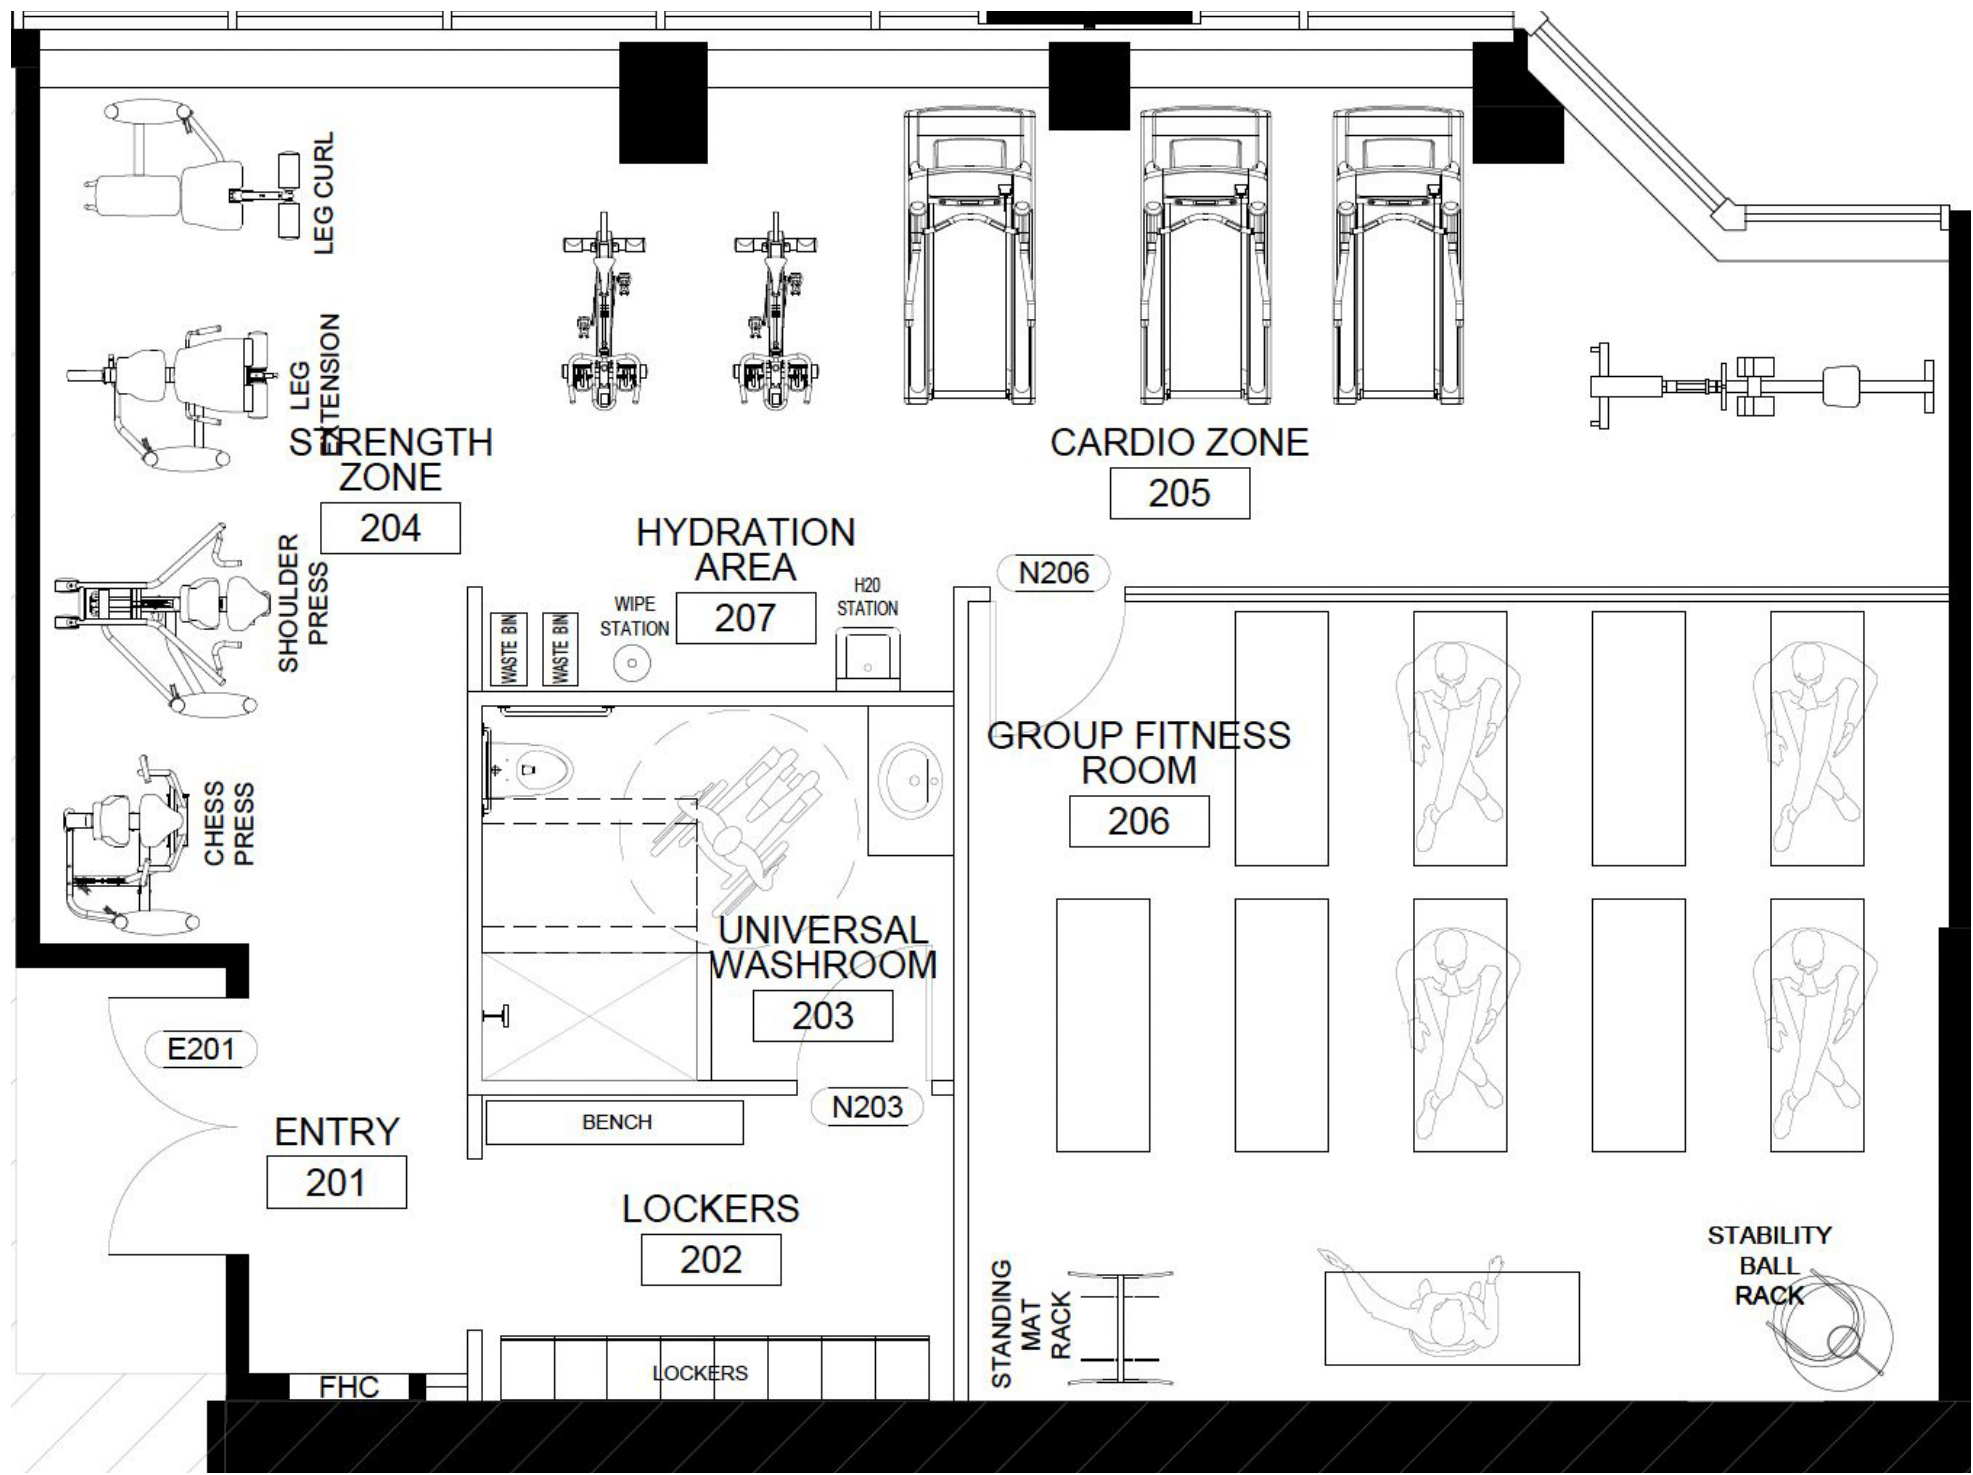 LEG CURL
LEG
EXTENSION
STRENGTH
ZONE
204
CARDIO ZONE
205
HYDRATION
AREA
207
WIPE
STATION
H20
STATION
WASTE BIN
WASTE BIN
N206
SHOULDER
PRESS
GROUP FITNESS
ROOM
206
CHESS
PRESS
UNIVERSAL
WASHROOM
203
E201
N203
BENCH
ENTRY
201
LOCKERS
202
STANDING
MAT
RACK
STABILITY
BALL
RACK
FHC
LOCKERS